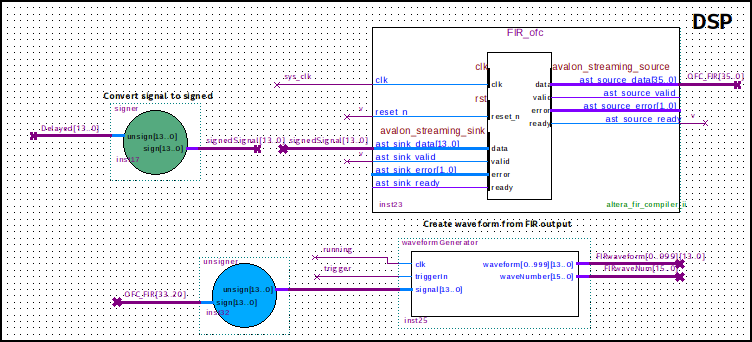 DSP
FIR_ofc
clk
avalon_streaming_source
sys_clk
clk
clk
data
ast_source_data[35..0]
OFC_FIR[35..0]
valid
ast_source_valid
rst
error
ast_source_error[1..0]
v
reset_n
reset_n
ready
ast_source_ready
v
avalon_streaming_sink
ast_sink_data[13..0]
data
v
ast_sink_valid
valid
ast_sink_error[1..0]
error
ast_sink_ready
ready
inst23
altera_fir_compiler_ii
Convert signal to signed
signer
Delayed[13..0]
unsign[13..0]
sign[13..0]
signedSignal[13..0]
signedSignal[13..0]
inst17
Create waveform from FIR output
waveformGenerator
running
clk
waveform[0..999][13..0]
FIRwaveform[0..999][13..0]
trigger
triggerIn
waveNumber[15..0]
FIRwaveNum[15..0]
signal[13..0]
inst25
unsigner
unsign[13..0]
OFC_FIR[33..20]
sign[13..0]
inst32